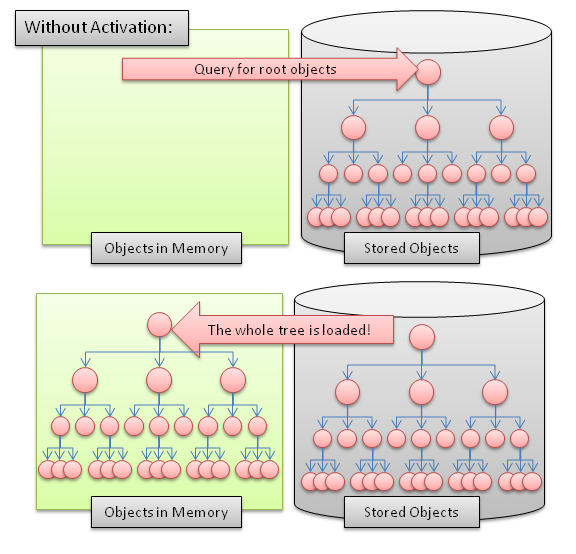 Without Activation:
Query for root objects
Objects in Memory
Stored Objects
The whole tree is loaded!
Objects in Memory
Stored Objects